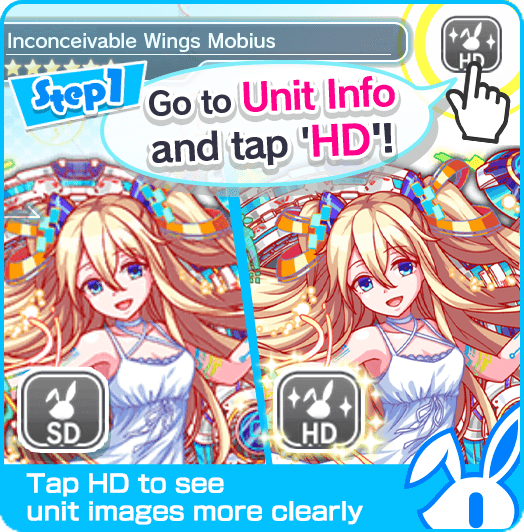 Inconceivable Wings Mobius
HD
Step1
Go to Unit Info
and tap 'HD'!
SD
HD
Tap HD to see
unit images more clearly